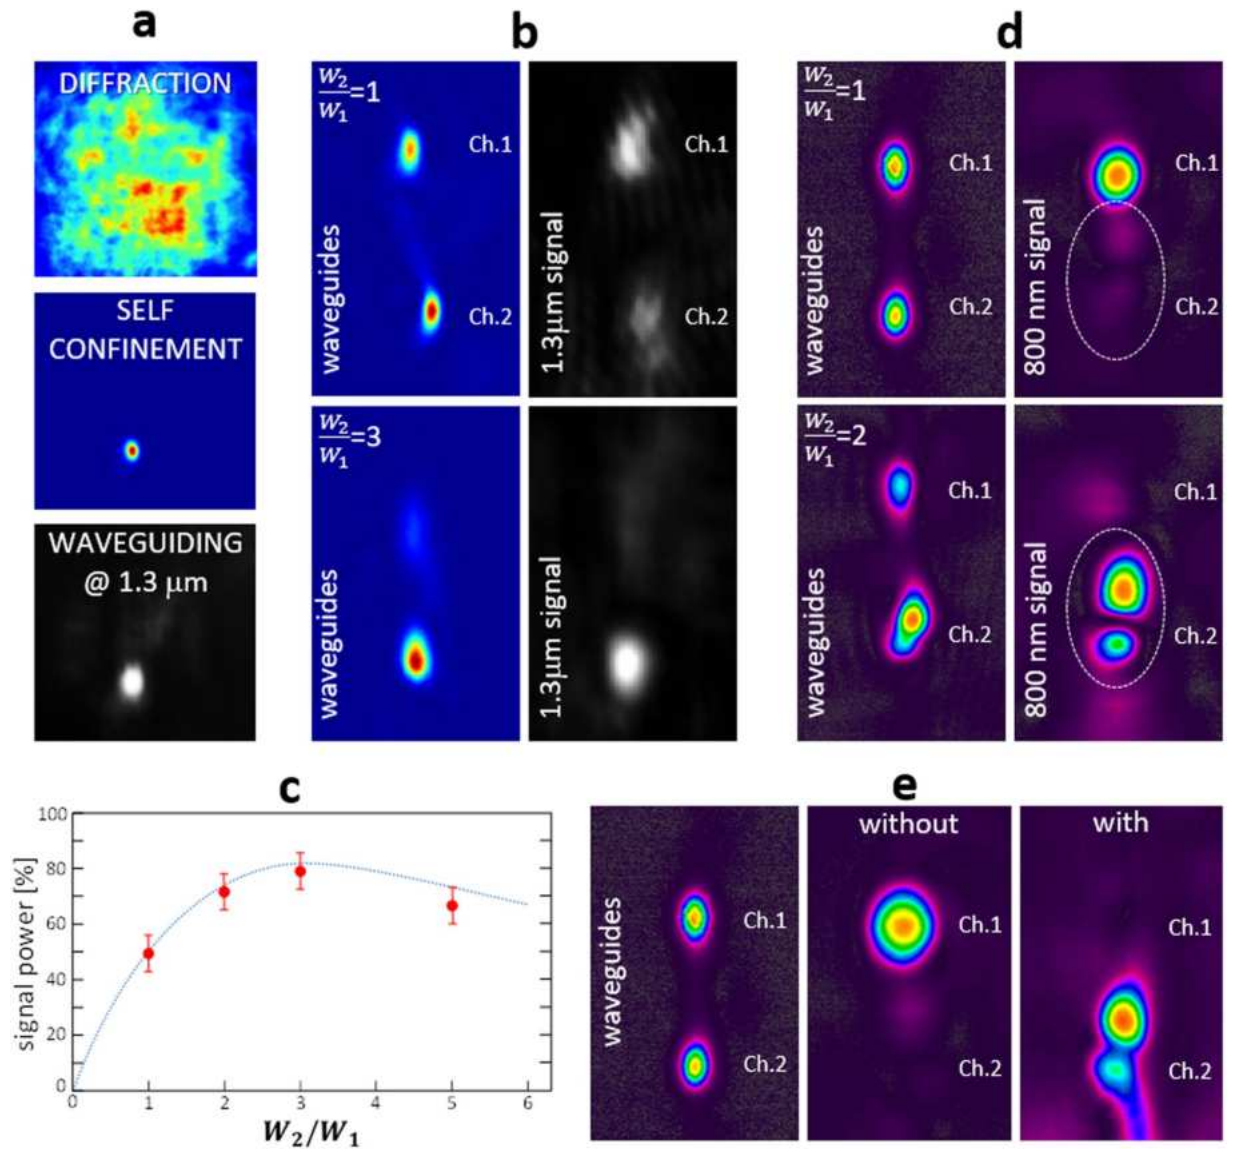 a
DIFFRACTION
SELF
CONFINEMENT
WAVEGUIDING
@ 1.3 μm
b
W₂/W₁=1
Ch.1
Ch.2
waveguides
Ch.1
Ch.2
1.3μm signal
W₂/W₁=3
waveguides
1.3μm signal
d
W₂/W₁=1
Ch.1
Ch.2
waveguides
Ch.1
Ch.2
800 nm signal
W₂/W₁=2
Ch.1
Ch.2
waveguides
Ch.1
Ch.2
800 nm signal
c
signal power [%]
100
80
60
40
20
0
0 1 2 3 4 5 6
W₂/W₁
e
waveguides
Ch.1
Ch.2
without
Ch.1
Ch.2
with
Ch.1
Ch.2